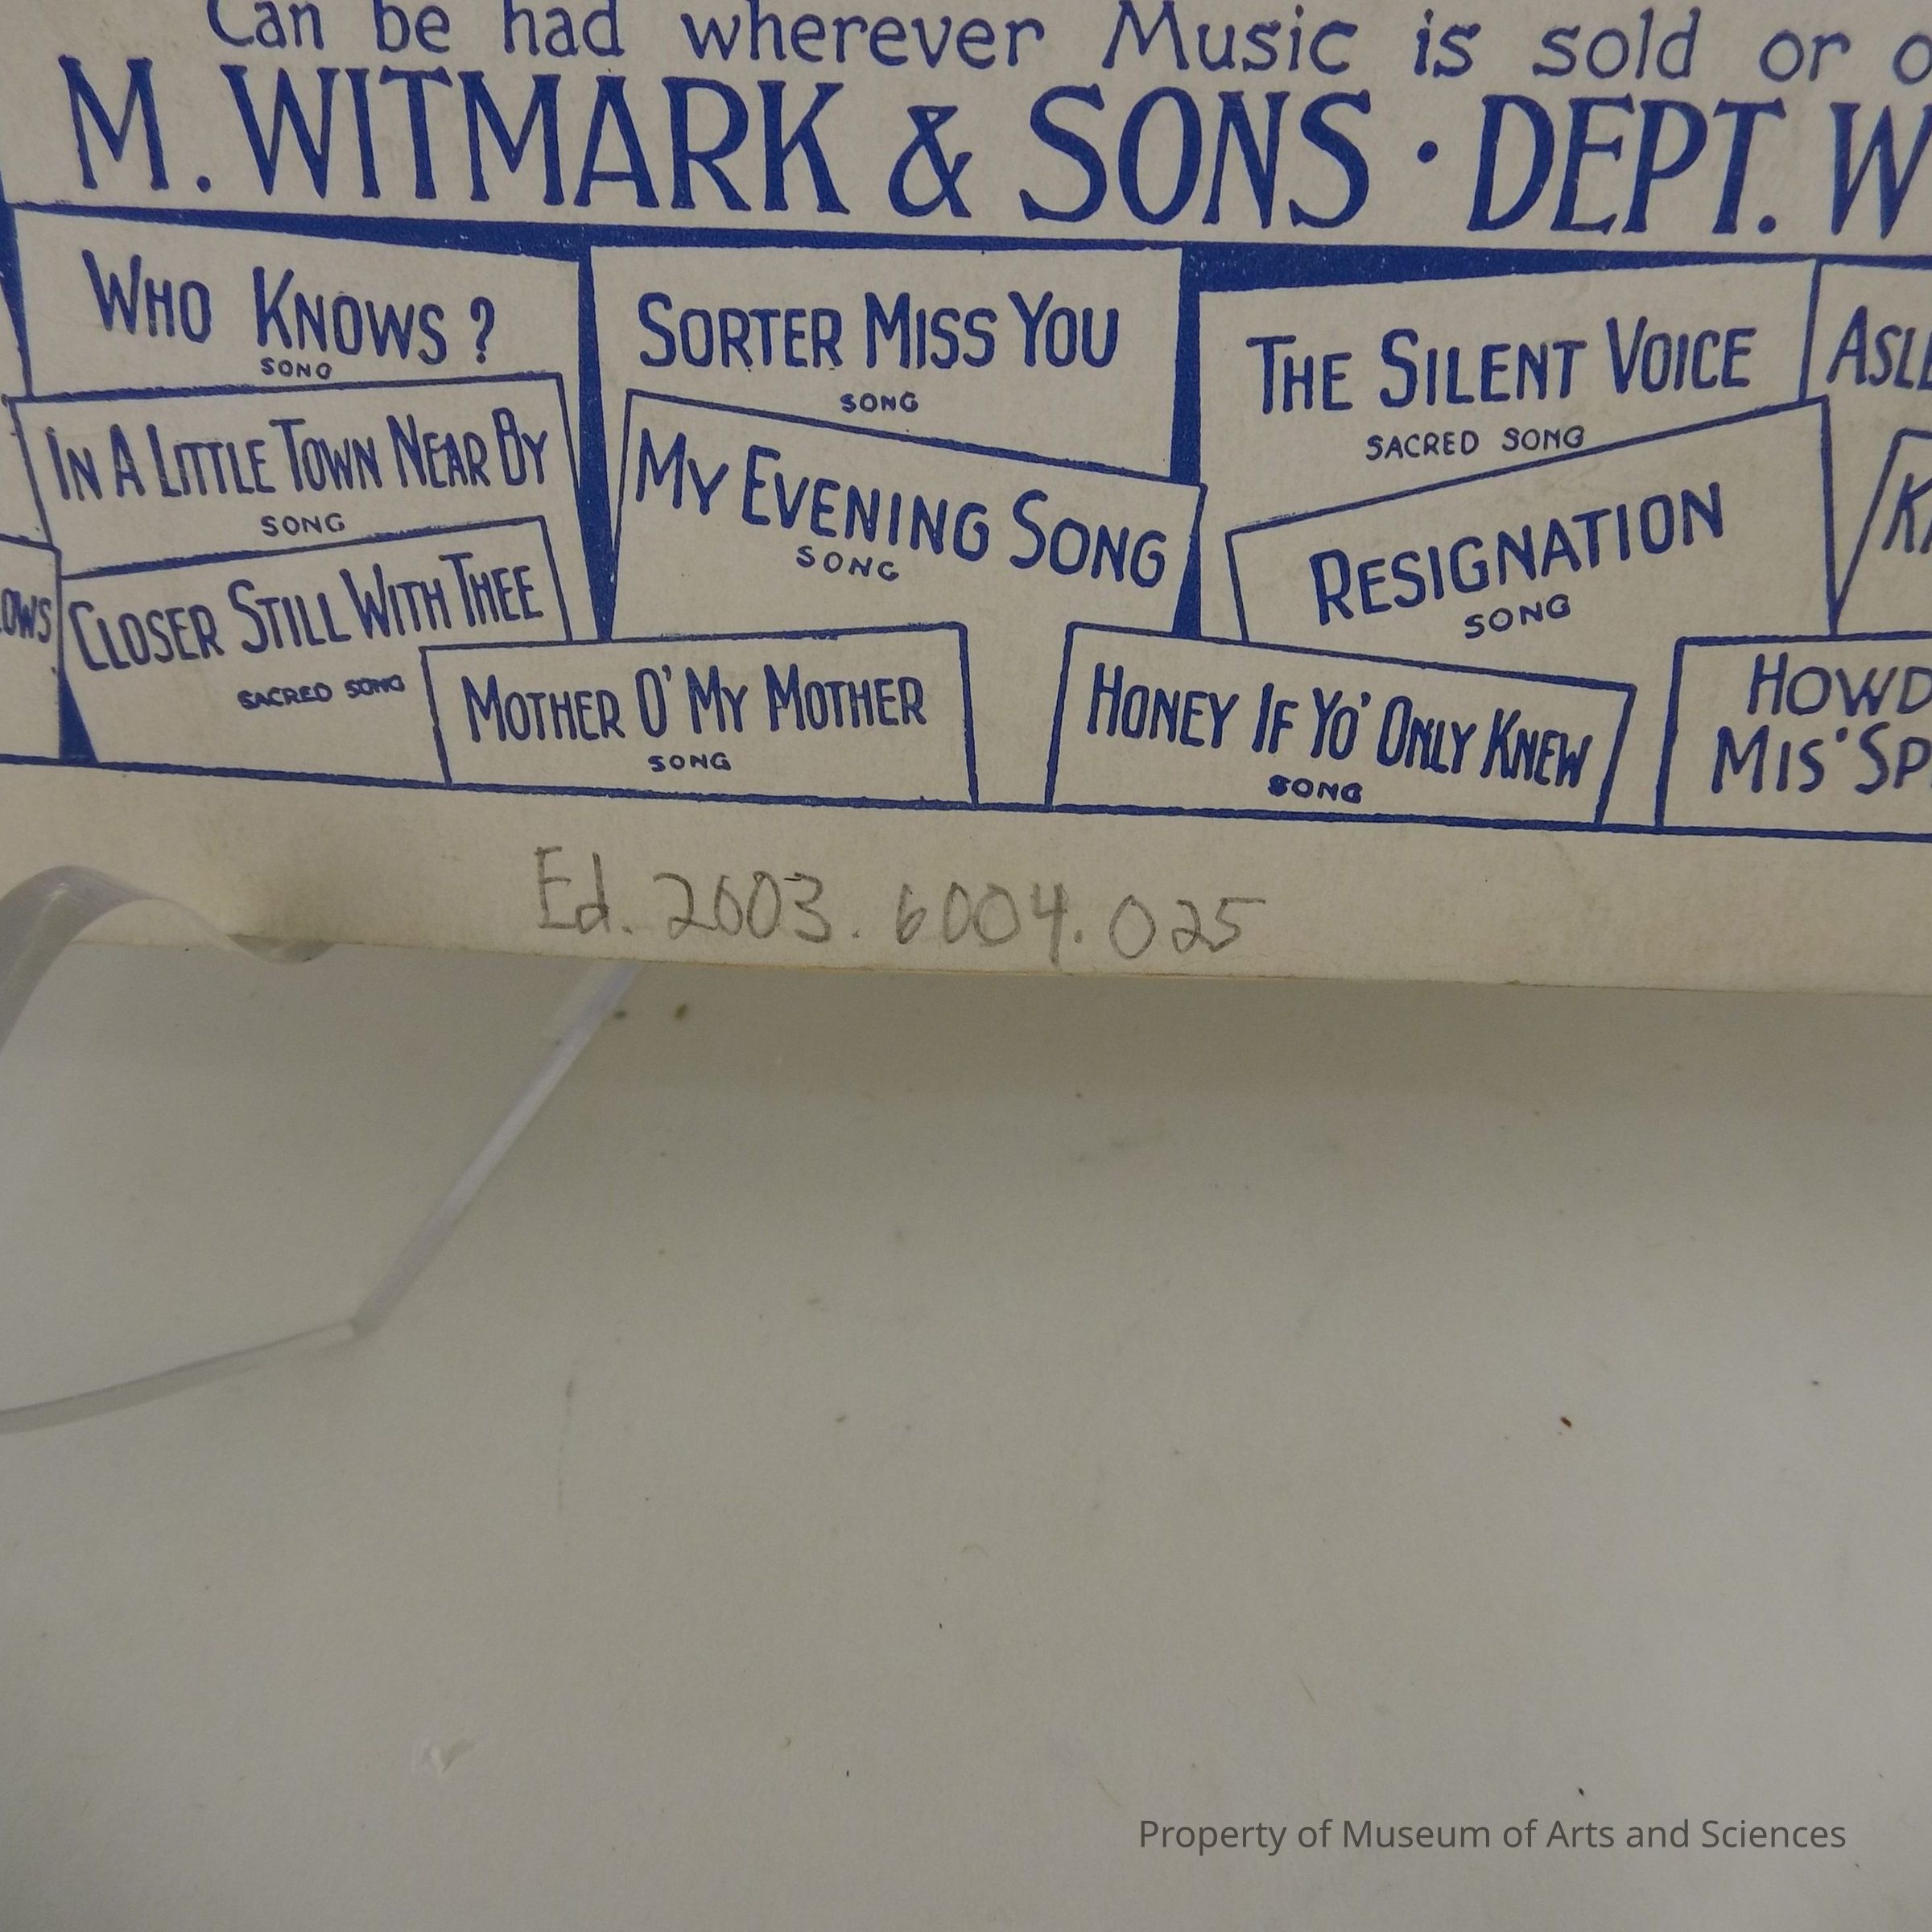 Can be had wherever Music is sold or
M. WITMARK & SONS · DEPT. W
WHO KNOWS?
SONG
SORTER MISS YOU
SONG
THE SILENT VOICE
SACRED SONG
IN A LITTLE TOWN NEAR BY
SONG
MY EVENING SONG
SONG
RESIGNATION
SONG
CLOSER STILL WITH THEE
SACRED SONG
MOTHER O' MY MOTHER
SONG
HONEY IF YO' ONLY KNEW
SONG
MIS'
Ed. 2003. 6004. 025
Property of Museum of Arts and Sciences